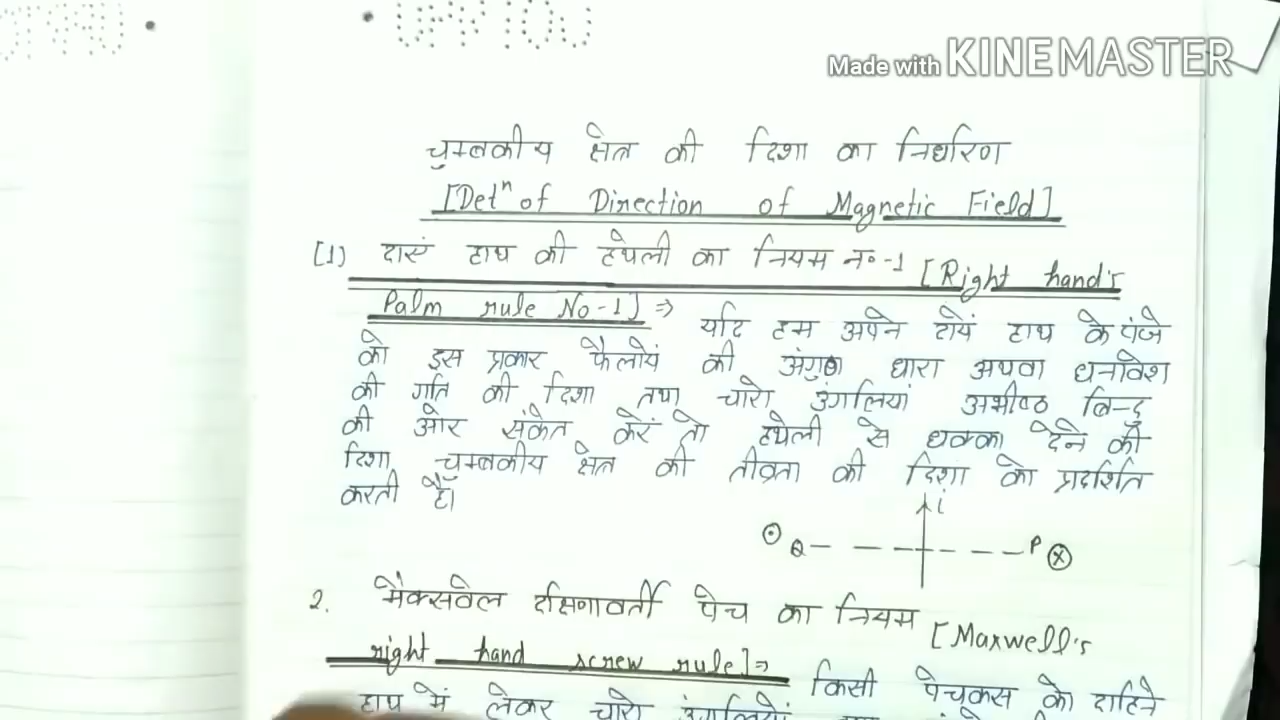 Made with KINEMASTER
चुम्बकीय क्षेत्र की दिशा का निर्धारण
[Detⁿ of Direction of Magnetic Field]
(1) दाएं हाथ की हथेली का नियम न०-1 [Right hand's
Palm rule No-1] ⇒ यदि हम अपने दायें हाथ के पंजे
को इस प्रकार फैलायें की अंगुठा धारा अथवा धनावेश
की गति की दिशा तथा चारो उंगलियां अभीष्ठ बिन्दु
की ओर संकेत करें तो हथेली से धक्का देने की
दिशा चुम्बकीय क्षेत्र की तीव्रता की दिशा को प्रदर्शित
करती है।
i
Q P
2. मैक्सवेल दक्षिणावर्ती पेच का नियम [Maxwell's
right hand screw rule] ⇒ किसी पेचकस को दाहिने
हाथ में लेकर चारो उंगलियों